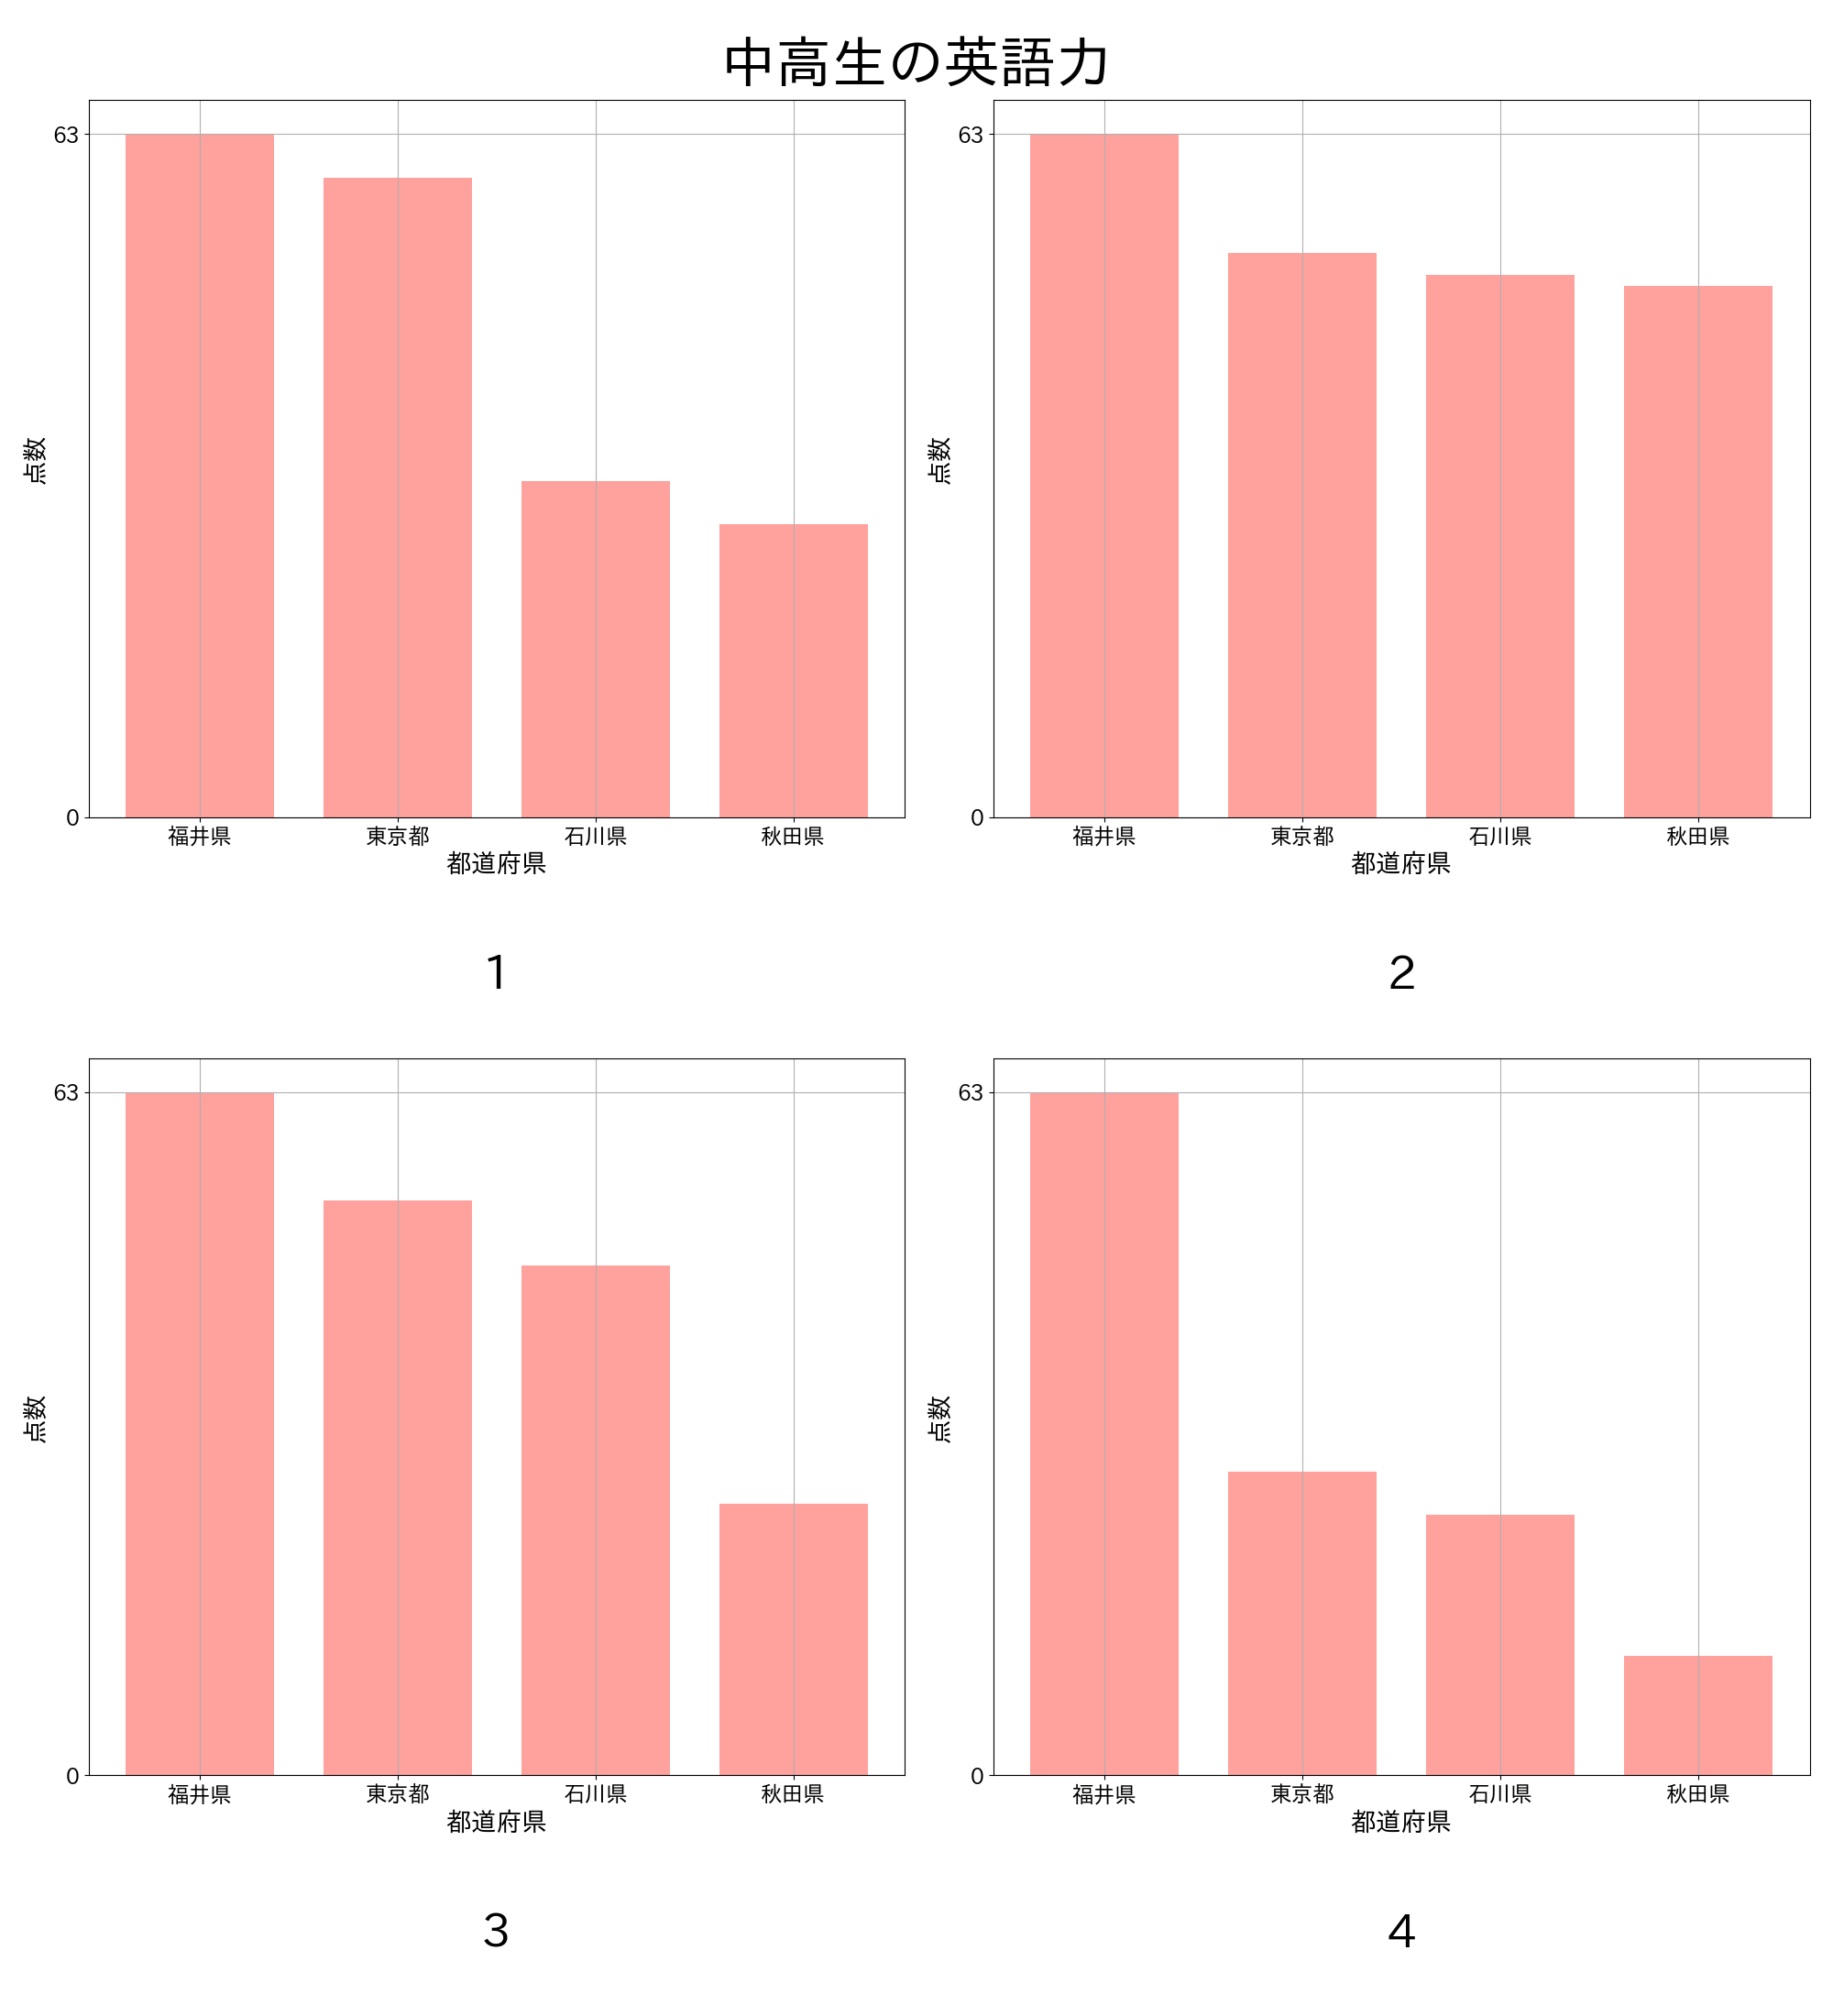 中高生の英語力
63
点数
0
福井県 東京都 石川県 秋田県
都道府県
1
63
点数
0
福井県 東京都 石川県 秋田県
都道府県
2
63
点数
0
福井県 東京都 石川県 秋田県
都道府県
3
63
点数
0
福井県 東京都 石川県 秋田県
都道府県
4